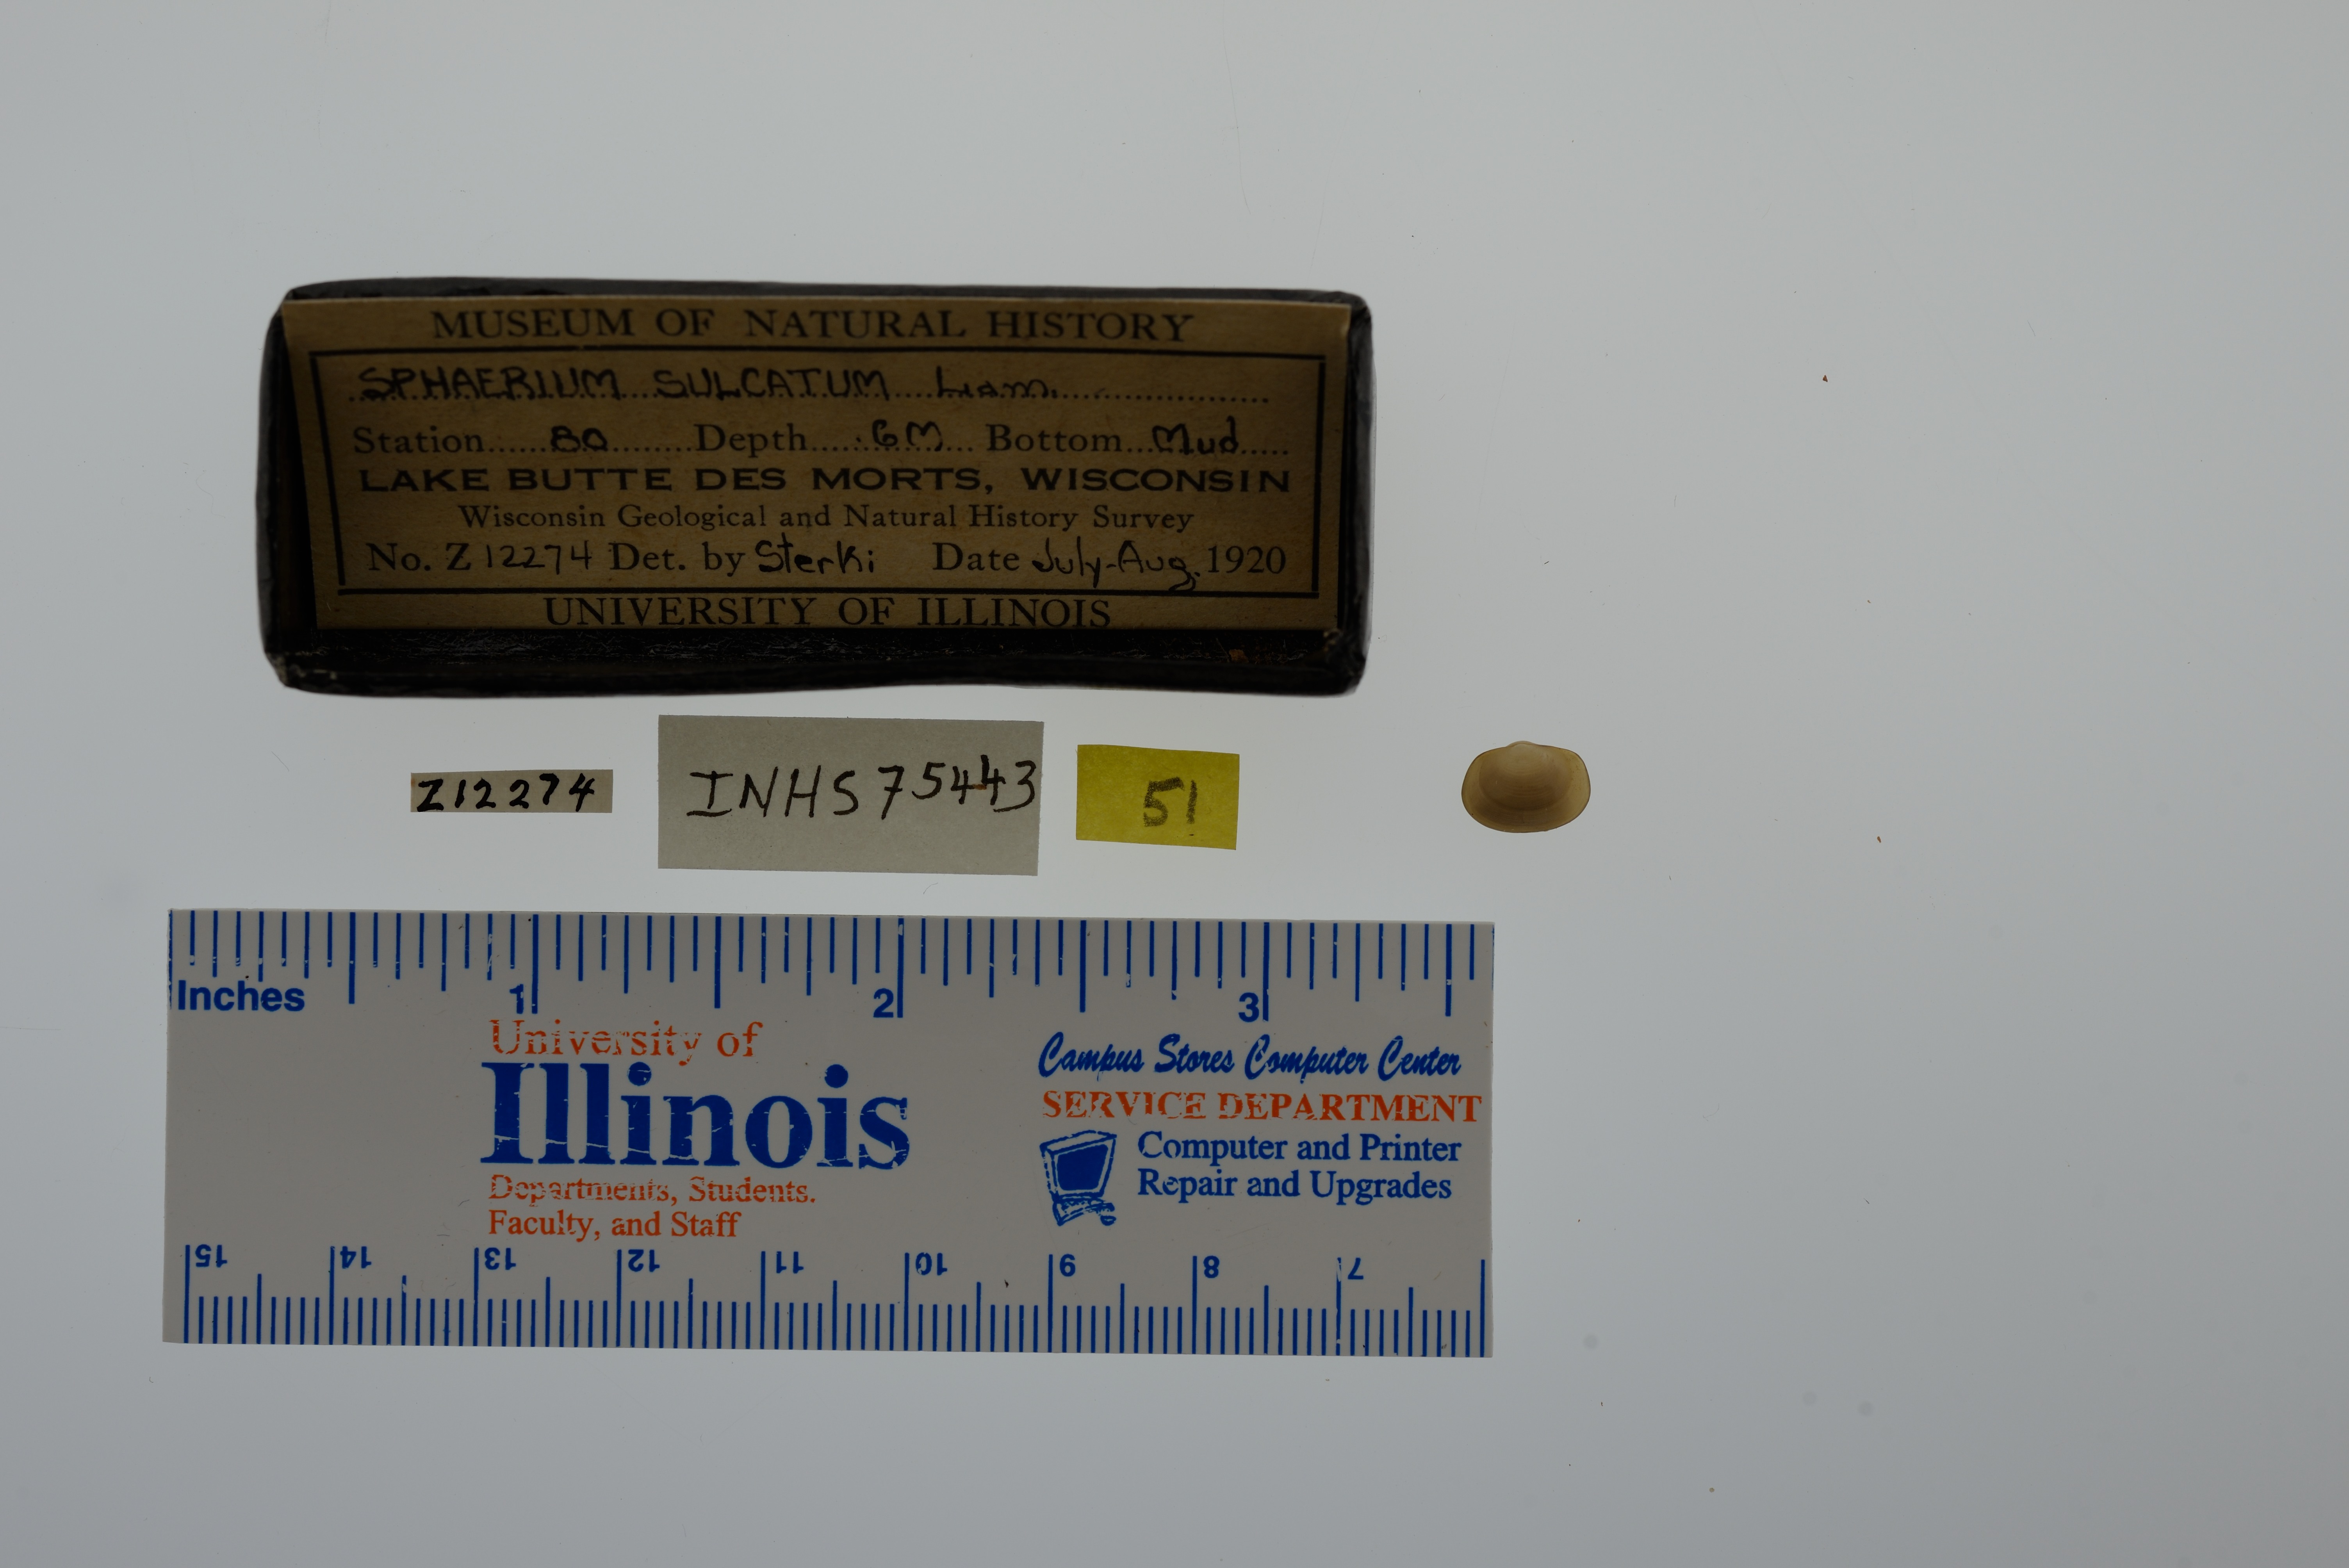 MUSEUM OF NATURAL HISTORY
SPHAERIUM SULCATUM Lam.
Station 80 Depth 6M Bottom Mud
LAKE BUTTE DES MORTS, WISCONSIN
Wisconsin Geological and Natural History Survey
No. Z 12274 Det. by Sterki Date July-Aug. 1920
UNIVERSITY OF ILLINOIS
Z12274
INHS 75443
51
Inches 1 2 3
University of
Illinois
Departments, Students.
Faculty, and Staff
Campus Stores Computer Center
SERVICE DEPARTMENT
Computer and Printer
Repair and Upgrades
15 14 13 12 11 10 9 8 7